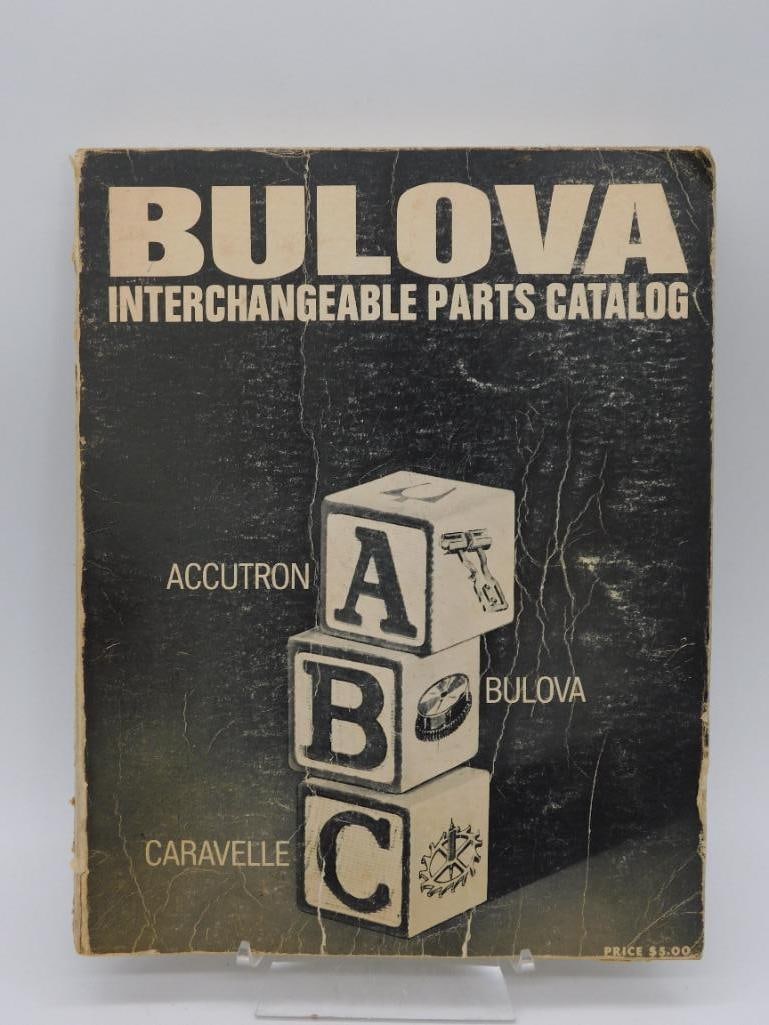 BULOVA
INTERCHANGEABLE PARTS CATALOG
ACCUTRON
A
B
BULOVA
CARAVELLE
C
PRICE $5.00